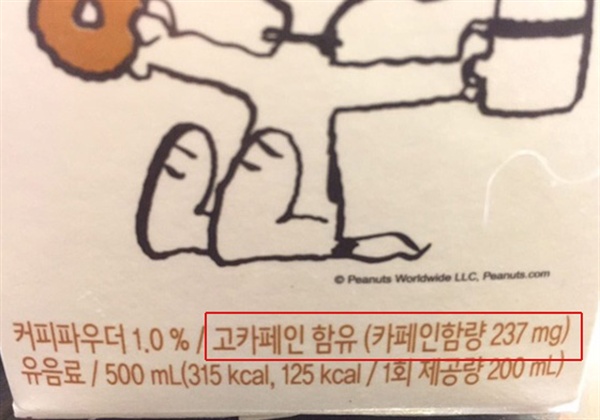 © Peanuts Worldwide LLC, Peanuts.com
커피파우더 1.0 % / 고카페인 함유 (카페인함량 237 mg)
유음료 / 500 mL(315 kcal, 125 kcal / 1회 제공량 200 mL)